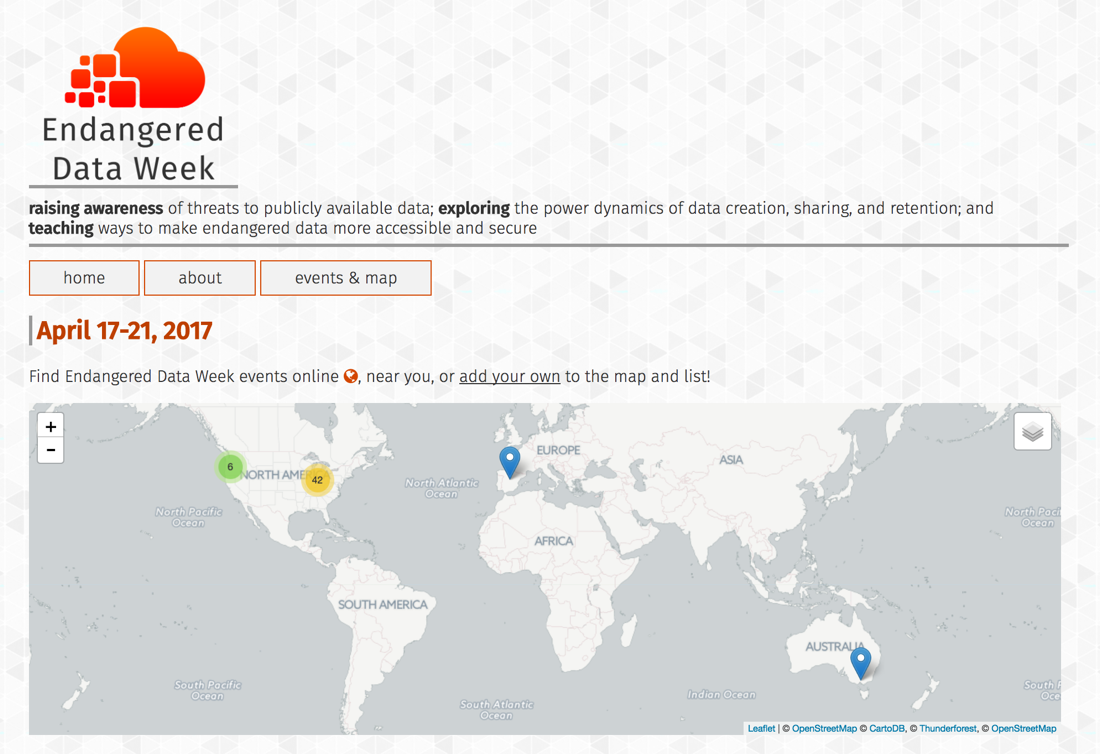 Endangered
Data Week
raising awareness of threats to publicly available data; exploring the power dynamics of data creation, sharing, and retention; and
teaching ways to make endangered data more accessible and secure
home about events & map
April 17-21, 2017
Find Endangered Data Week events online , near you, or add your own to the map and list!
+
-
EUROPE
ASIA
6
NORTH AME
42
North Atlantic
Ocean
North Pacific
Ocean
North Paci
Ocean
AFRICA
SOUTH AMERICA
AUSTRALIA
South Pacific
Ocean
Indian Ocean
South P
Ocean
South Atlantic
Ocean
Leaflet | © OpenStreetMap © CartoDB, © Thunderforest, © OpenStreetMap